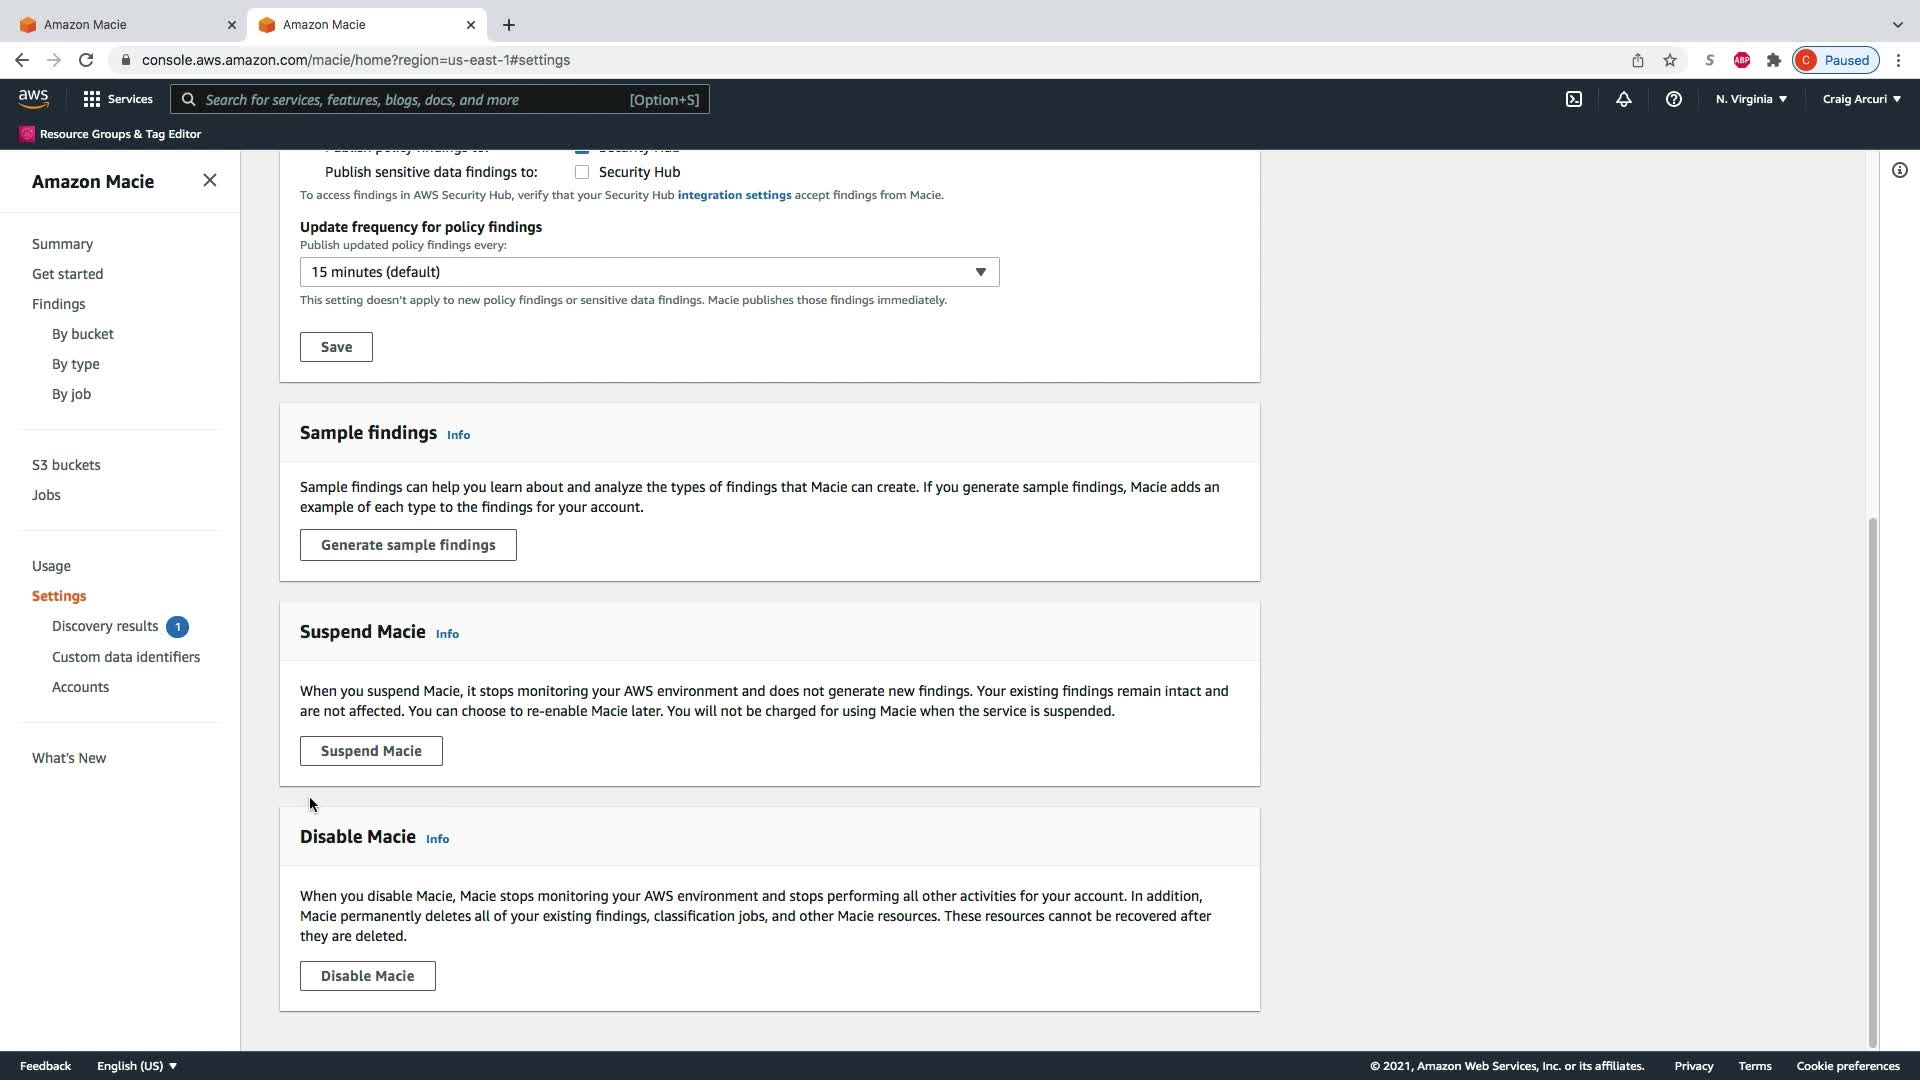 Amazon Macie
Amazon Macie
console.aws.amazon.com/macie/home?region=us-east-1#settings
S
ABP
C
Paused
aws
Services
Search for services, features, blogs, docs, and more
[Option+S]
N. Virginia
Craig Arcuri
Resource Groups & Tag Editor
Amazon Macie
Summary
Get started
Findings
By bucket
By type
By job
S3 buckets
Jobs
Usage
Settings
Discovery results 1
Custom data identifiers
Accounts
What's New
Publish policy findings to: Security Hub
Publish sensitive data findings to: Security Hub
To access findings in AWS Security Hub, verify that your Security Hub integration settings accept findings from Macie.
Update frequency for policy findings
Publish updated policy findings every:
15 minutes (default)
This setting doesn't apply to new policy findings or sensitive data findings. Macie publishes those findings immediately.
Save
Sample findings Info
Sample findings can help you learn about and analyze the types of findings that Macie can create. If you generate sample findings, Macie adds an
example of each type to the findings for your account.
Generate sample findings
Suspend Macie Info
When you suspend Macie, it stops monitoring your AWS environment and does not generate new findings. Your existing findings remain intact and
are not affected. You can choose to re-enable Macie later. You will not be charged for using Macie when the service is suspended.
Suspend Macie
Disable Macie Info
When you disable Macie, Macie stops monitoring your AWS environment and stops performing all other activities for your account. In addition,
Macie permanently deletes all of your existing findings, classification jobs, and other Macie resources. These resources cannot be recovered after
they are deleted.
Disable Macie
Feedback
English (US)
© 2021, Amazon Web Services, Inc. or its affiliates.
Privacy
Terms
Cookie preferences